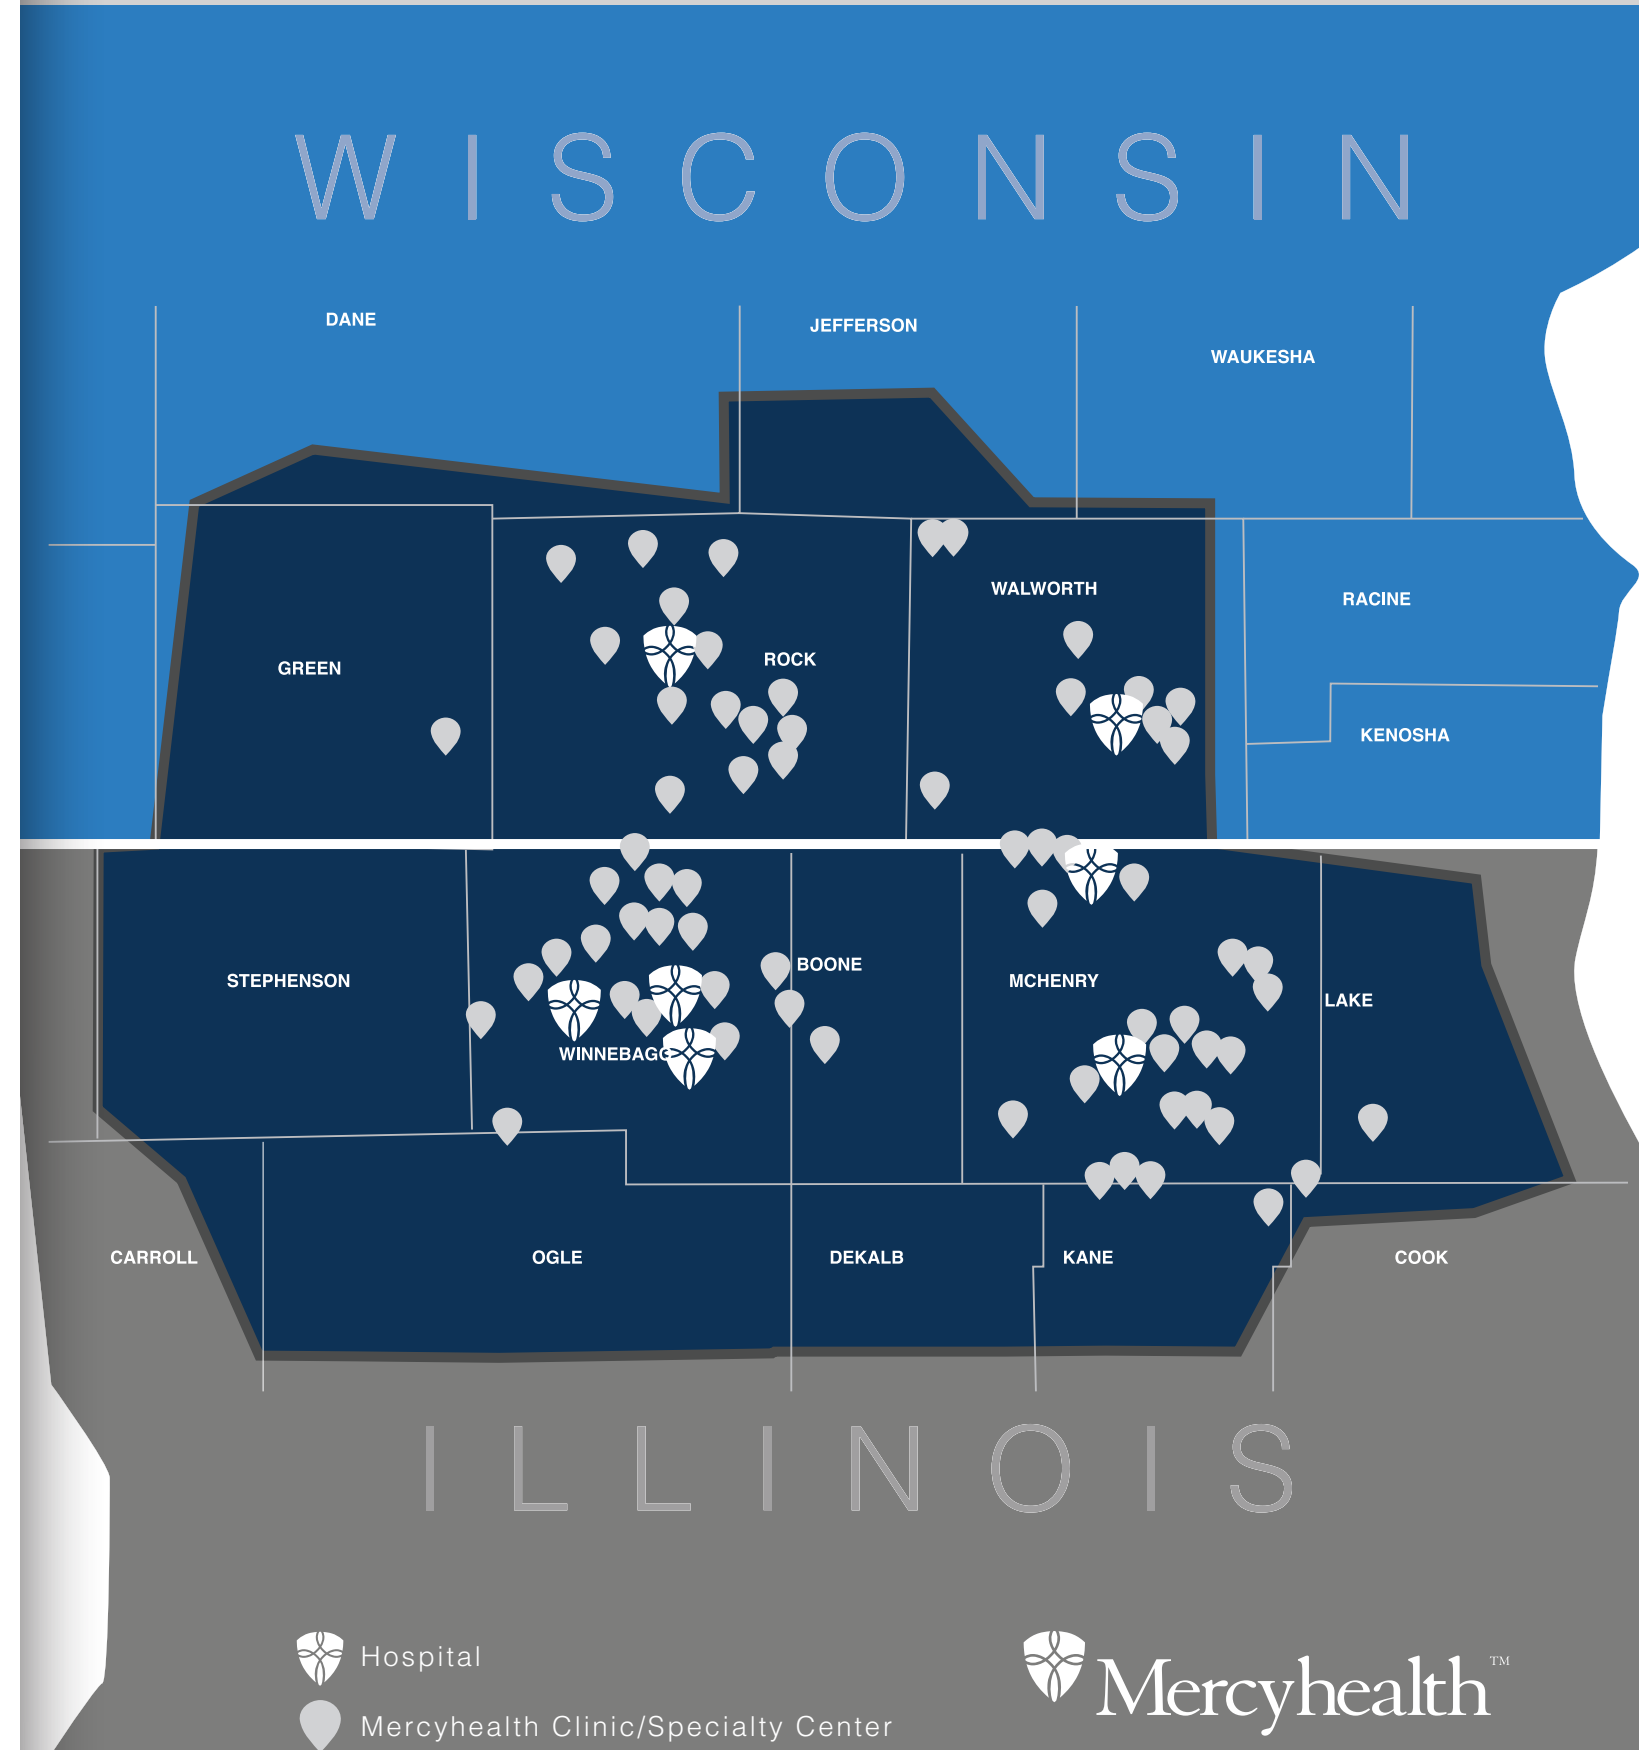 WISCONSIN
DANE
JEFFERSON
WAUKESHA
WALWORTH
RACINE
ROCK
GREEN
KENOSHA
BOONE
STEPHENSON
MCHENRY
LAKE
WINNEBAGO
CARROLL
OGLE
DEKALB
KANE
COOK
ILLINOIS
Hospital
Mercyhealth™
Mercyhealth Clinic/Specialty Center